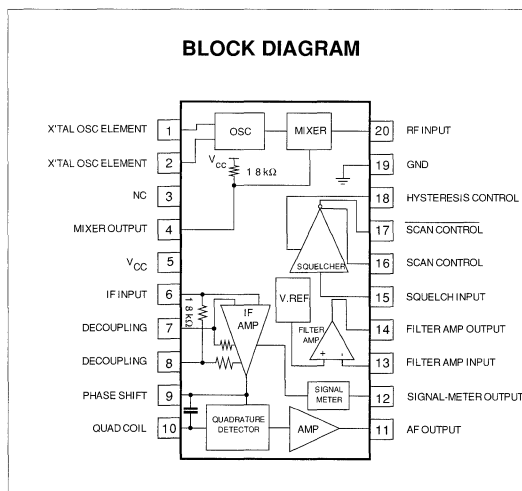 BLOCK DIAGRAM
X'TAL OSC ELEMENT 1
X'TAL OSC ELEMENT 2
NC 3
MIXER OUTPUT 4
VCC 5
IF INPUT 6
DECOUPLING 7
DECOUPLING 8
PHASE SHIFT 9
QUAD COIL 10
OSC
MIXER
VCC
1 8 kΩ
SQUELCHER
1 8 kΩ
IF
AMP
V.REF
FILTER
AMP
+ -
SIGNAL
METER
QUADRATURE
DETECTOR
AMP
20 RF INPUT
19 GND
18 HYSTERESIS CONTROL
17 SCAN CONTROL
16 SCAN CONTROL
15 SQUELCH INPUT
14 FILTER AMP OUTPUT
13 FILTER AMP INPUT
12 SIGNAL-METER OUTPUT
11 AF OUTPUT